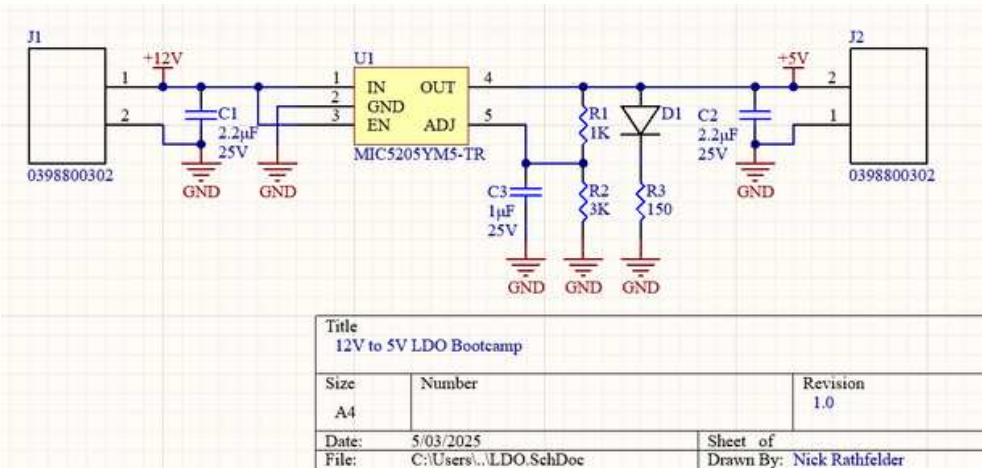 J1
1
2
0398800302
+12V
C1
2.2µF
25V
GND
GND
U1
1
2
3
IN
GND
EN
OUT
ADJ
4
5
MIC5205YM5-TR
C3
1µF
25V
GND
R1
1K
R2
3K
GND
D1
R3
150
GND
C2
2.2µF
25V
GND
+5V
J2
2
1
0398800302
Title
12V to 5V LDO Bootcamp
Size
A4
Number
Revision
1.0
Date: 5/03/2025 Sheet of
File: C:\Users\..\LDO.SchDoc Drawn By: Nick Rathfelder